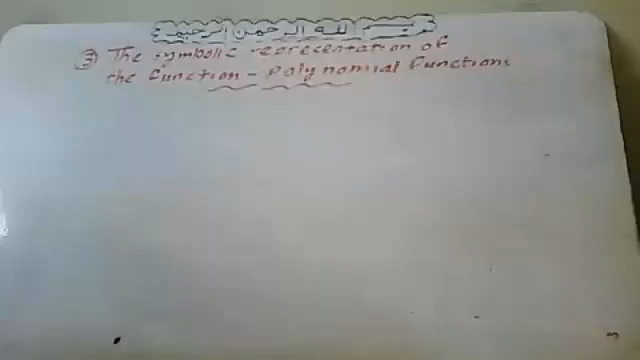 بسم الله الرحمن الرحيم
③ The symbolic representation of
the function - Polynomial Functions